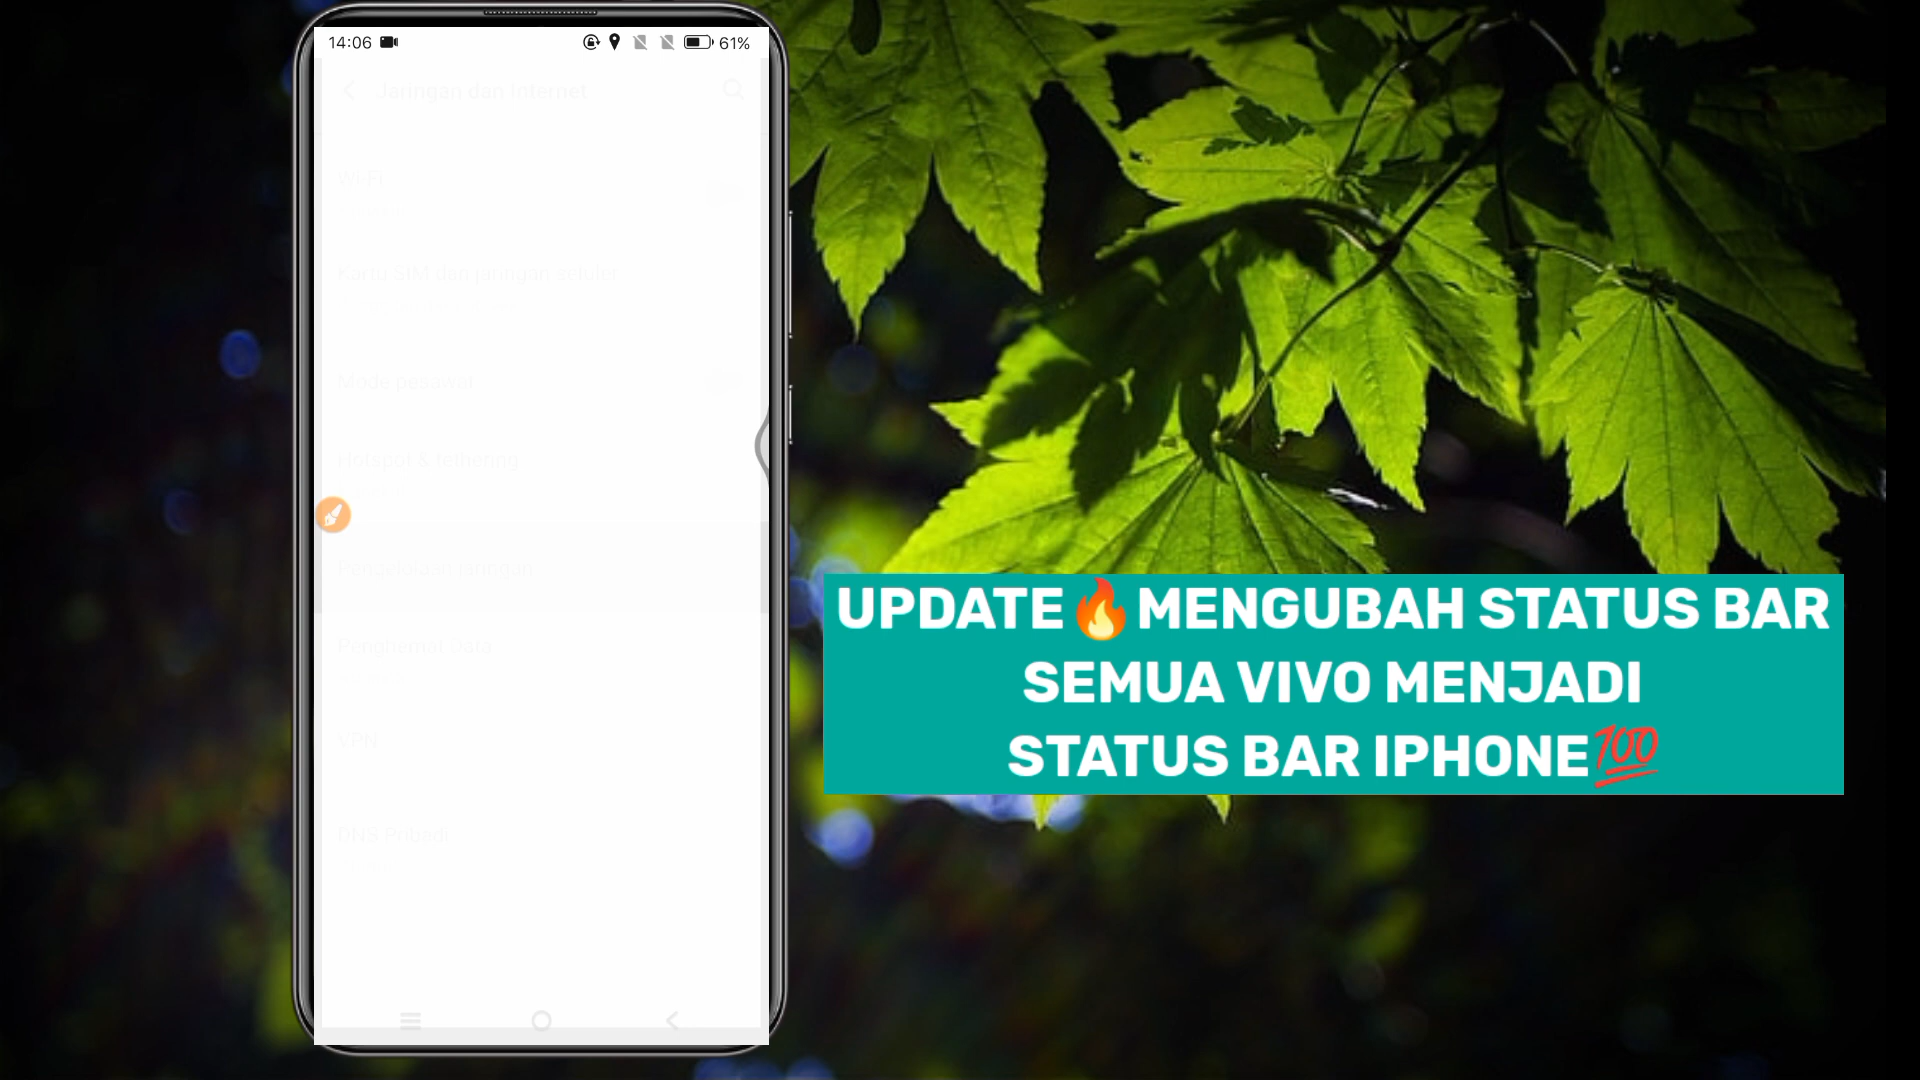 14:06 61%
Jaringan dan Internet
Wi-Fi
Kartu SIM dan jaringan seluler
Mode pesawat
Hotspot & tethering
Pengelolaan jaringan
Penghemat Data
VPN
DNS Pribadi
UPDATE🔥MENGUBAH STATUS BAR
SEMUA VIVO MENJADI
STATUS BAR IPHONE💯